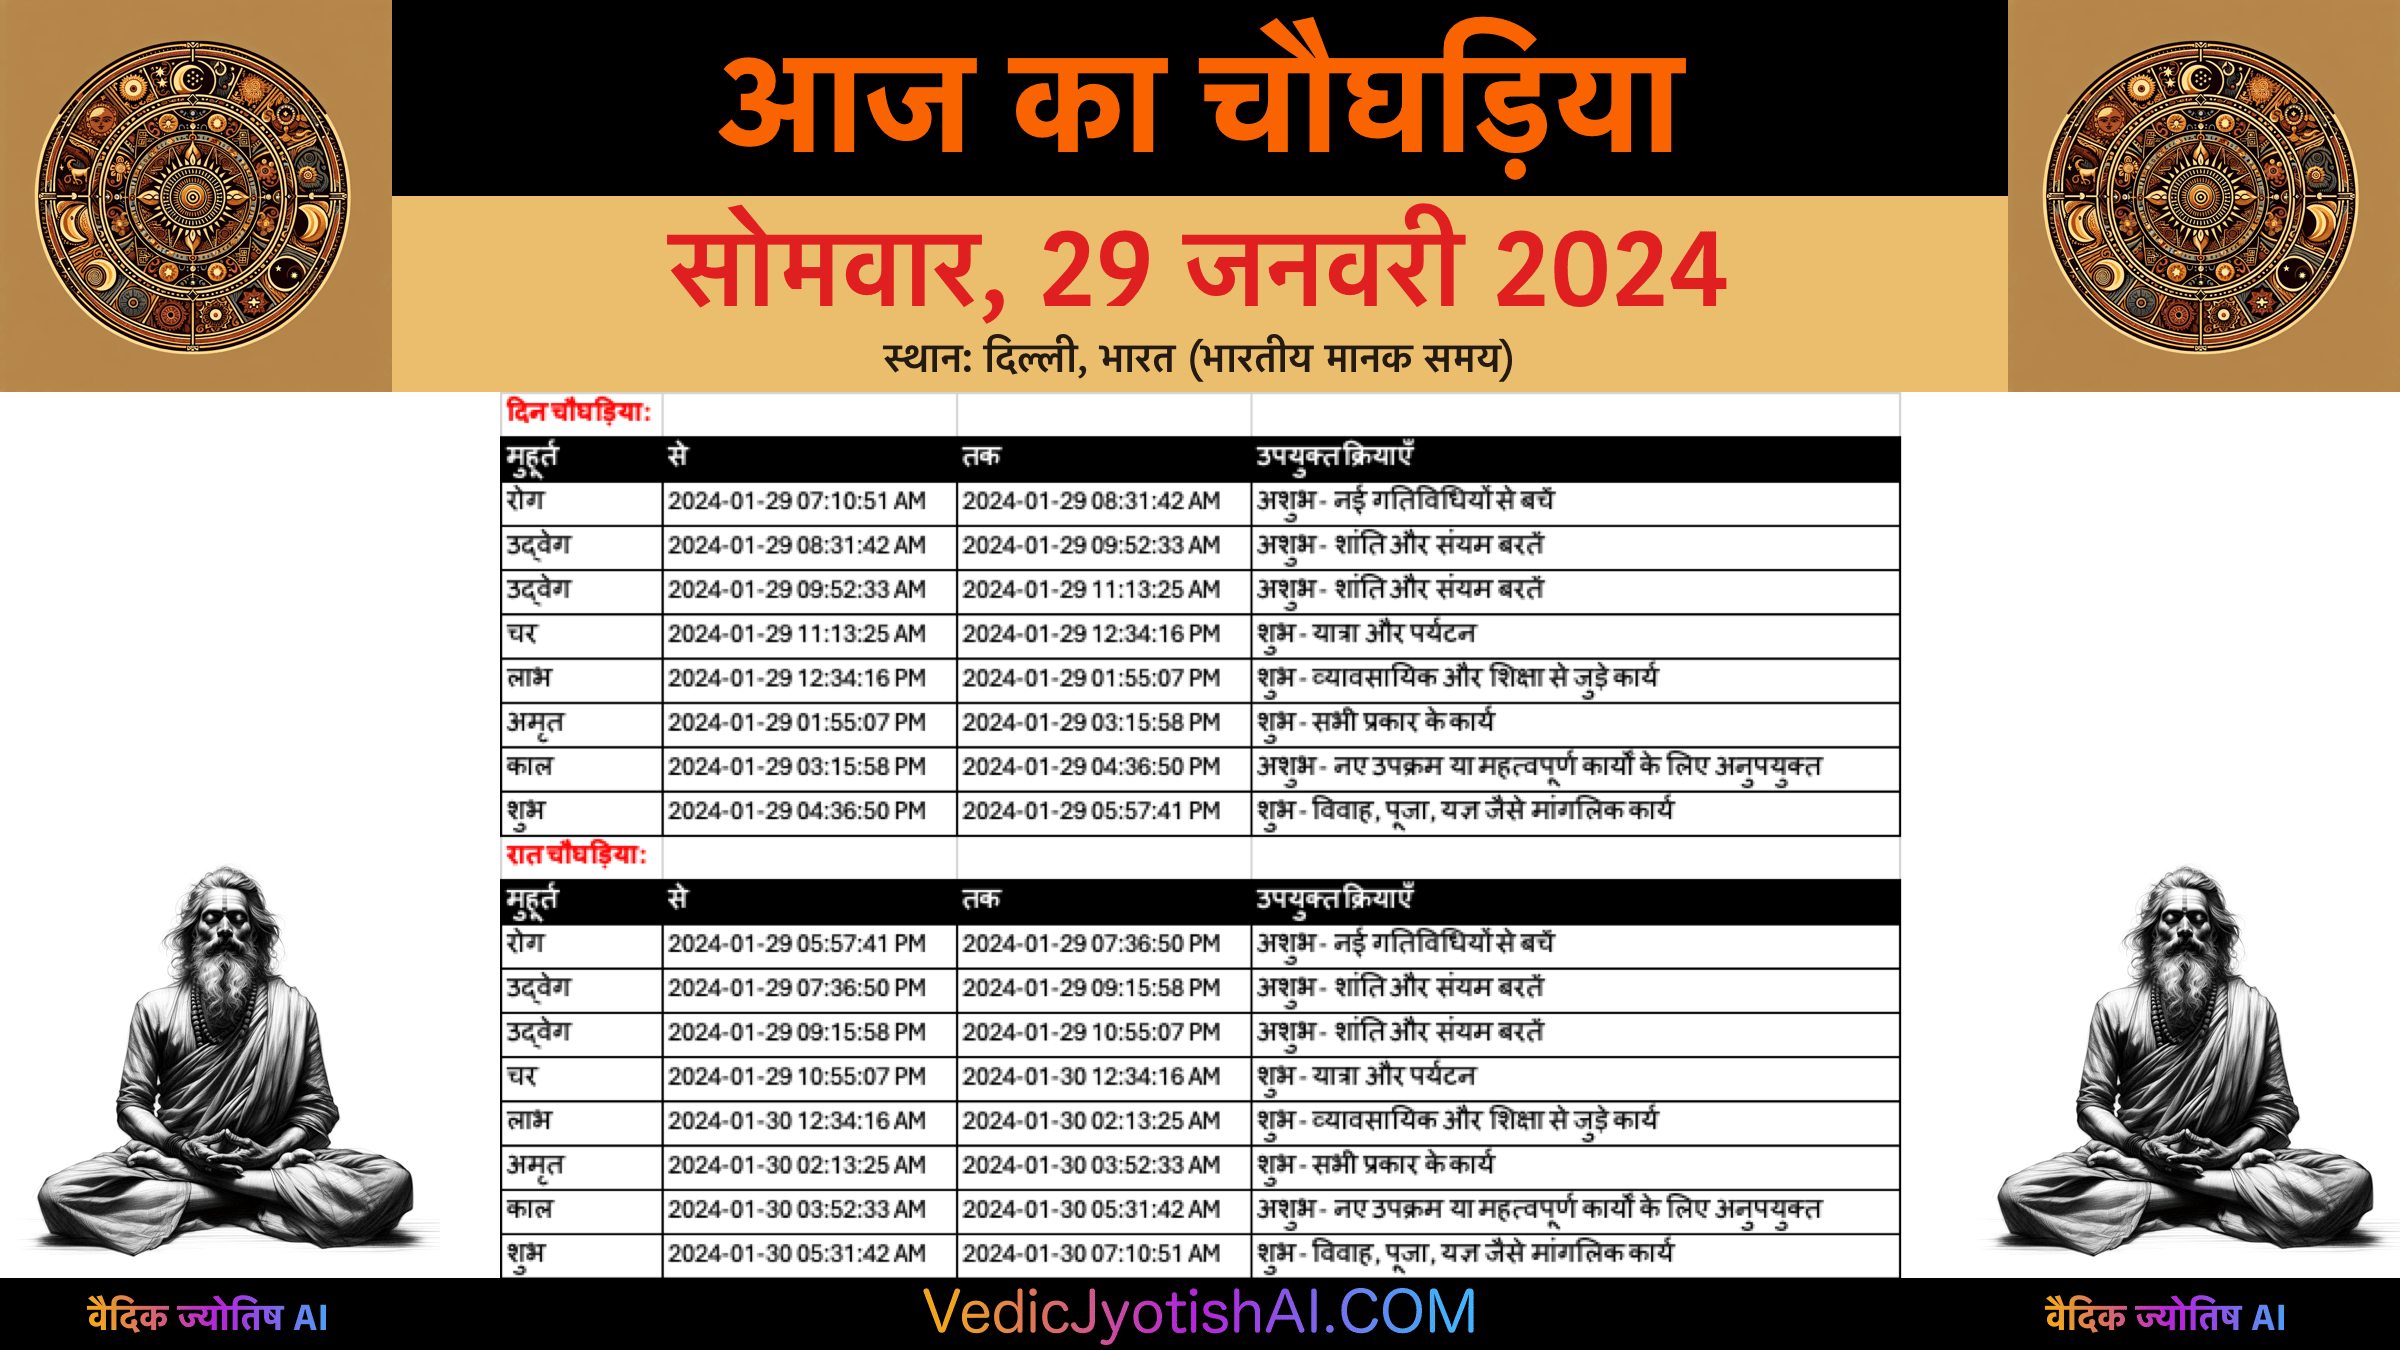 आज का चौघड़िया
सोमवार, 29 जनवरी 2024
स्थान: दिल्ली, भारत (भारतीय मानक समय)
दिन चौघड़िया:
मुहूर्त से तक उपयुक्त क्रियाएँ
रोग 2024-01-29 07:10:51 AM 2024-01-29 08:31:42 AM अशुभ - नई गतिविधियों से बचें
उद्वेग 2024-01-29 08:31:42 AM 2024-01-29 09:52:33 AM अशुभ - शांति और संयम बरतें
उद्वेग 2024-01-29 09:52:33 AM 2024-01-29 11:13:25 AM अशुभ - शांति और संयम बरतें
चर 2024-01-29 11:13:25 AM 2024-01-29 12:34:16 PM शुभ - यात्रा और पर्यटन
लाभ 2024-01-29 12:34:16 PM 2024-01-29 01:55:07 PM शुभ - व्यावसायिक और शिक्षा से जुड़े कार्य
अमृत 2024-01-29 01:55:07 PM 2024-01-29 03:15:58 PM शुभ - सभी प्रकार के कार्य
काल 2024-01-29 03:15:58 PM 2024-01-29 04:36:50 PM अशुभ - नए उपक्रम या महत्वपूर्ण कार्यों के लिए अनुपयुक्त
शुभ 2024-01-29 04:36:50 PM 2024-01-29 05:57:41 PM शुभ - विवाह, पूजा, यज्ञ जैसे मांगलिक कार्य
रात चौघड़िया:
मुहूर्त से तक उपयुक्त क्रियाएँ
रोग 2024-01-29 05:57:41 PM 2024-01-29 07:36:50 PM अशुभ - नई गतिविधियों से बचें
उद्वेग 2024-01-29 07:36:50 PM 2024-01-29 09:15:58 PM अशुभ - शांति और संयम बरतें
उद्वेग 2024-01-29 09:15:58 PM 2024-01-29 10:55:07 PM अशुभ - शांति और संयम बरतें
चर 2024-01-29 10:55:07 PM 2024-01-30 12:34:16 AM शुभ - यात्रा और पर्यटन
लाभ 2024-01-30 12:34:16 AM 2024-01-30 02:13:25 AM शुभ - व्यावसायिक और शिक्षा से जुड़े कार्य
अमृत 2024-01-30 02:13:25 AM 2024-01-30 03:52:33 AM शुभ - सभी प्रकार के कार्य
काल 2024-01-30 03:52:33 AM 2024-01-30 05:31:42 AM अशुभ - नए उपक्रम या महत्वपूर्ण कार्यों के लिए अनुपयुक्त
शुभ 2024-01-30 05:31:42 AM 2024-01-30 07:10:51 AM शुभ - विवाह, पूजा, यज्ञ जैसे मांगलिक कार्य
वैदिक ज्योतिष AI VedicJyotishAI.COM वैदिक ज्योतिष AI